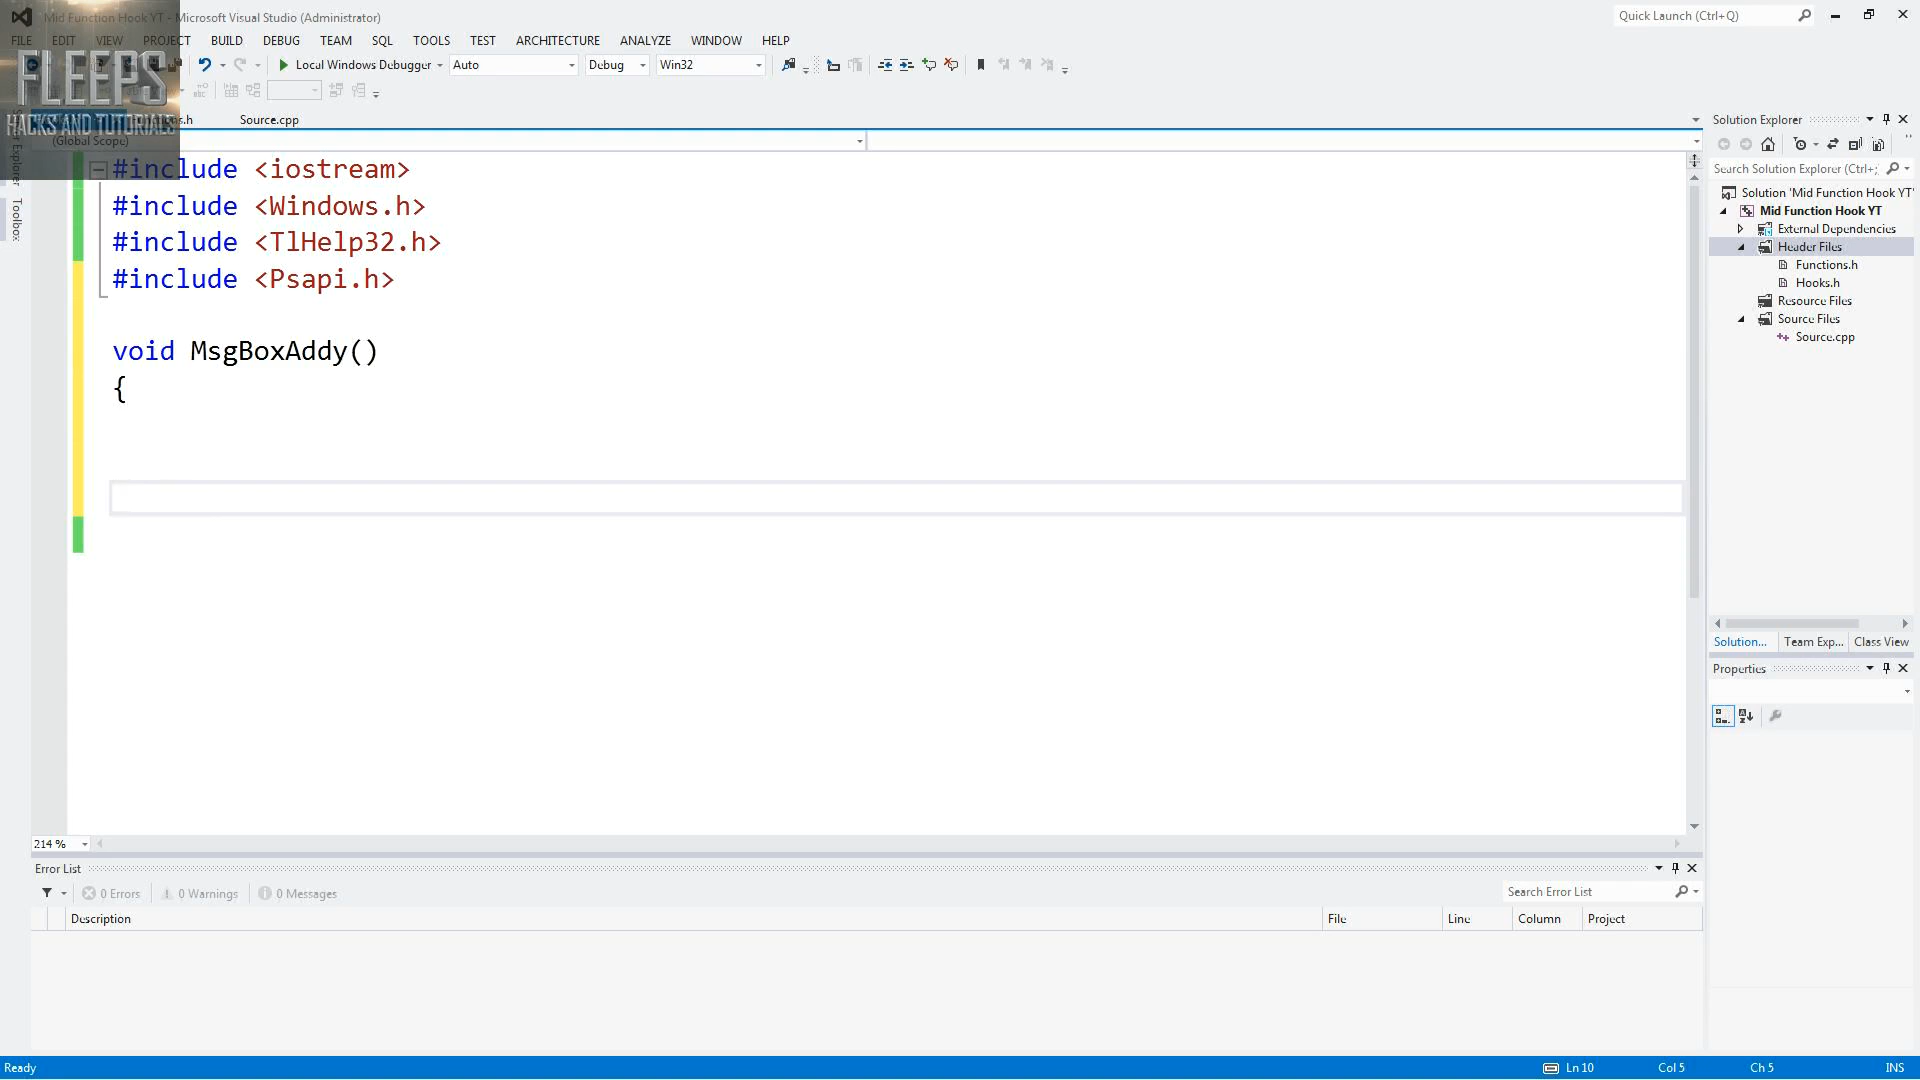 Mid Function Hook YT - Microsoft Visual Studio (Administrator)
Quick Launch (Ctrl+Q)
FILE EDIT VIEW PROJECT BUILD DEBUG TEAM SQL TOOLS TEST ARCHITECTURE ANALYZE WINDOW HELP
FLEEPS
HACKS AND TUTORIALS
Local Windows Debugger Auto Debug Win32
Source.cpp
(Global Scope)
Toolbox
#include <iostream>
#include <Windows.h>
#include <TlHelp32.h>
#include <Psapi.h>
void MsgBoxAddy()
{
214 %
Solution Explorer
Search Solution Explorer (Ctrl+;
Solution 'Mid Function Hook YT'
Mid Function Hook YT
External Dependencies
Header Files
Functions.h
Hooks.h
Resource Files
Source Files
Source.cpp
Solution... Team Exp... Class View
Properties
Error List
0 Errors 0 Warnings 0 Messages
Search Error List
Description File Line Column Project
Ready Ln 10 Col 5 Ch 5 INS